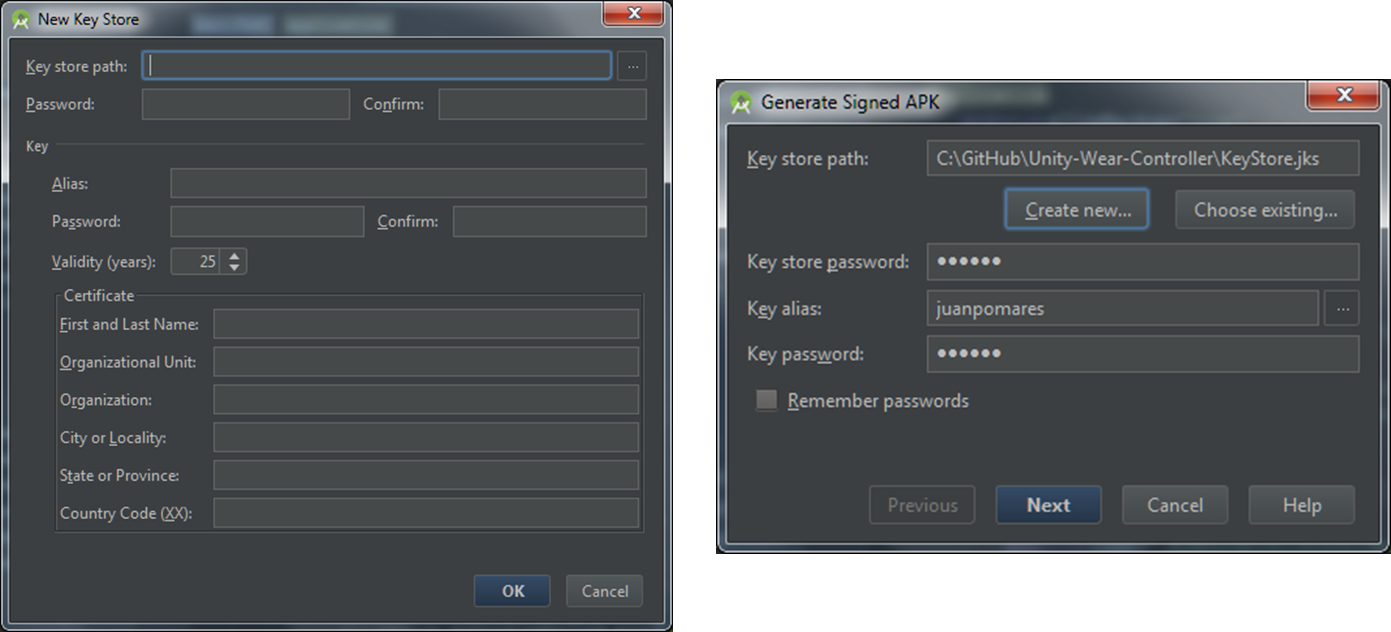 New Key Store
Key store path: ...
Password: Confirm:
Key
Alias:
Password: Confirm:
Validity (years): 25
Certificate
First and Last Name:
Organizational Unit:
Organization:
City or Locality:
State or Province:
Country Code (XX):
OK Cancel
Generate Signed APK
Key store path: C:\GitHub\Unity-Wear-Controller\KeyStore.jks
Create new... Choose existing...
Key store password: ••••••
Key alias: juanpomares ...
Key password: ••••••
Remember passwords
Previous Next Cancel Help